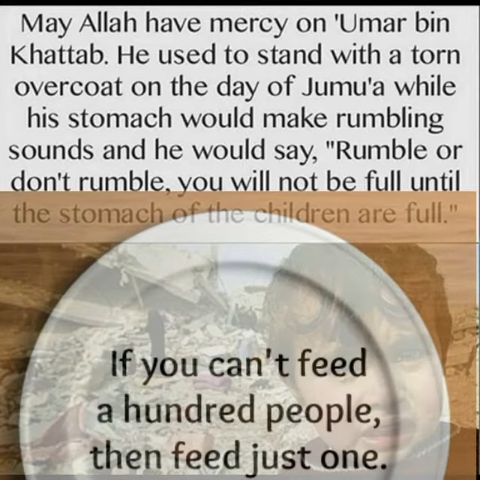 May Allah have mercy on 'Umar bin
Khattab. He used to stand with a torn
overcoat on the day of Jumu'a while
his stomach would make rumbling
sounds and he would say, "Rumble or
don't rumble, you will not be full until
the stomach of the children are full."
If you can't feed
a hundred people,
then feed just one.